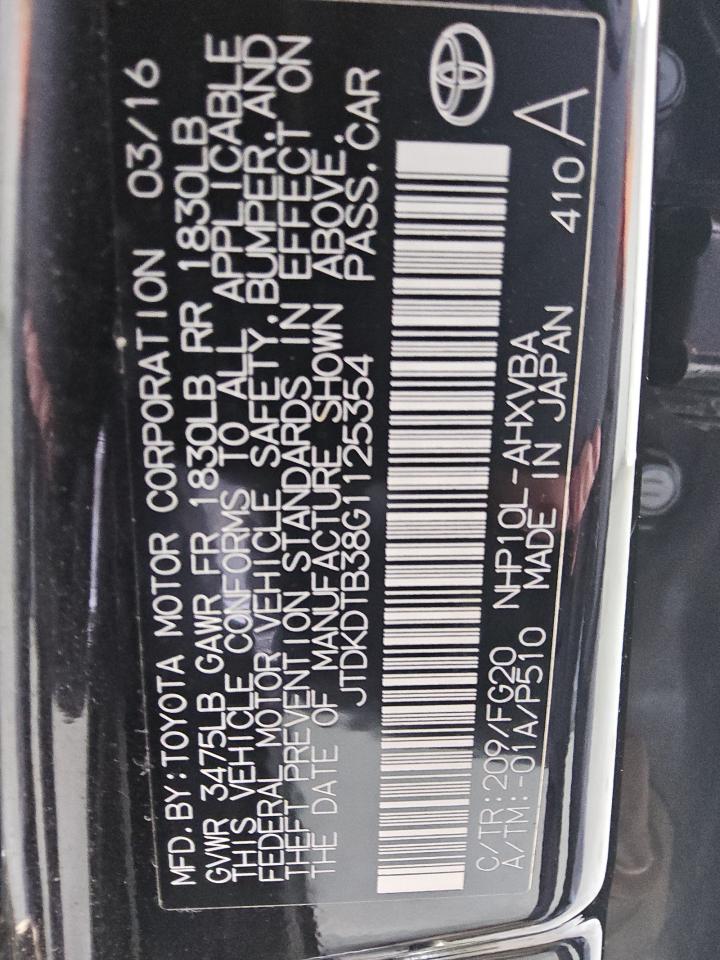 MFD.BY:TOYOTA MOTOR CORPORATION 03/16
GVWR 3475LB GAWR FR 1830LB RR 1830LB
THIS VEHICLE CONFORMS TO ALL APPLICABLE
FEDERAL MOTOR VEHICLE SAFETY, BUMPER, AND
THEFT PREVENTION STANDARDS IN EFFECT ON
THE DATE OF MANUFACTURE SHOWN ABOVE.
JTDKDTB38G1125354 PASS.CAR
C/TR:209/FG20 NHP10L-AHXVBA
A/TM:-01A/P510 MADE IN JAPAN 410 A